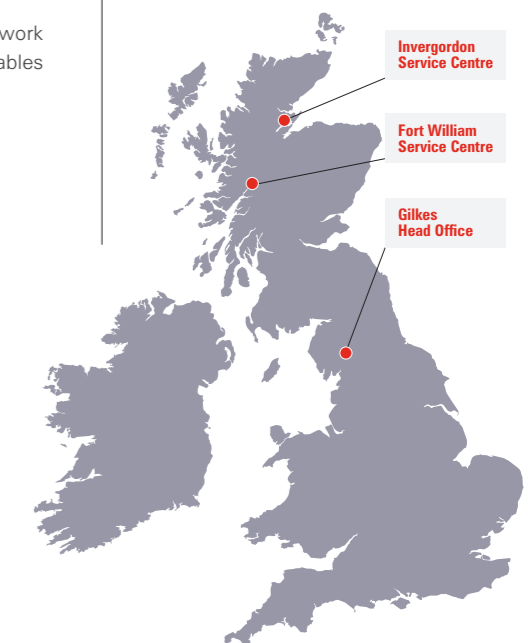 work
ables
Invergordon
Service Centre
Fort William
Service Centre
Gilkes
Head Office